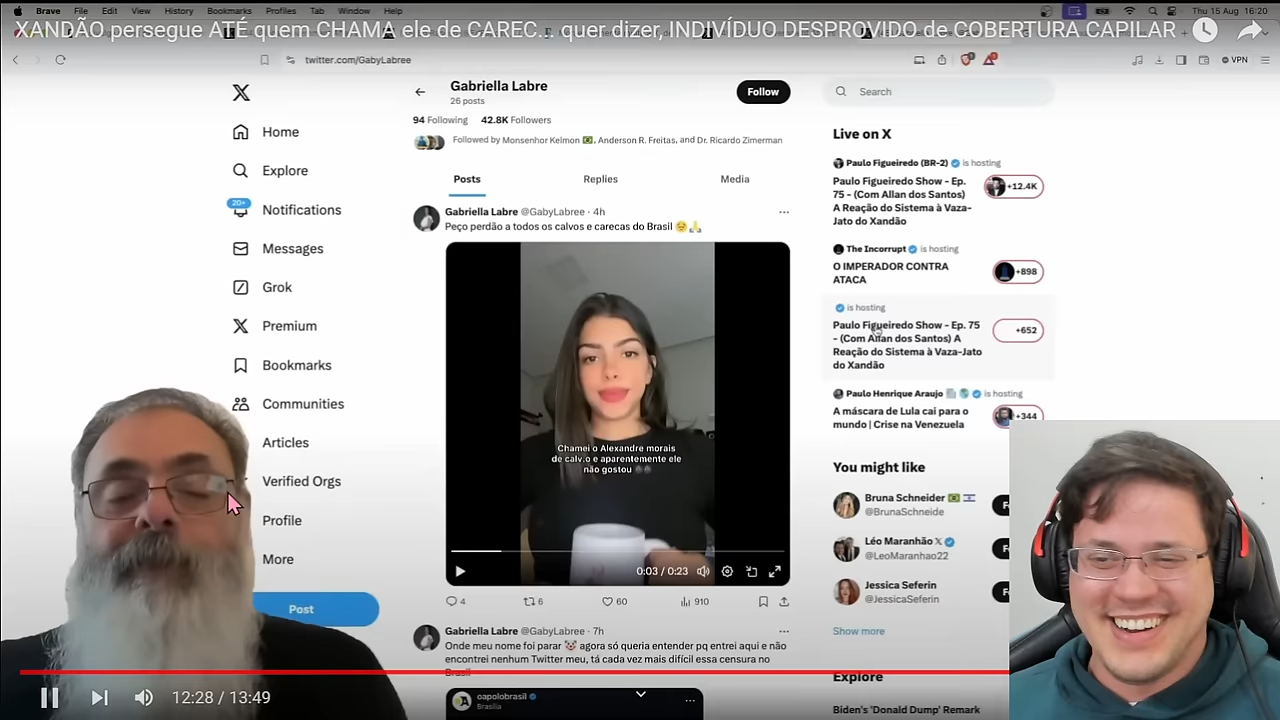 Brave File Edit View History Bookmarks Profiles Tab Window Help
Thu 15 Aug 16:20
XANDÃO persegue ATÉ quem CHAMA ele de CAREC... quer dizer, INDIVÍDUO DESPROVIDO de COBERTURA CAPILAR
twitter.com/GabyLabree
VPN
Home
Explore
20+
Notifications
Messages
Grok
Premium
Bookmarks
Communities
Articles
Verified Orgs
Profile
More
Post
Gabriella Labre
26 posts
Follow
94 Following 42.8K Followers
Followed by Monsenhor Kelmon 🇧🇷, Anderson R. Freitas, and Dr. Ricardo Zimerman
Posts Replies Media
Gabriella Labre @GabyLabree · 4h
Peço perdão a todos os calvos e carecas do Brasil
Chamei o Alexandre morais
de calv.o e aparentemente ele
não gostou
0:03 / 0:23
4 6 60 910
Gabriella Labre @GabyLabree · 7h
Onde meu nome foi parar 🤡 agora só queria entender pq entrei aqui e não
encontrei nenhum Twitter meu, tá cada vez mais difícil essa censura no
Brasil
oapolobrasil
Brasília
Search
Live on X
Paulo Figueiredo (BR-2) is hosting
Paulo Figueiredo Show - Ep.
75 - (Com Allan dos Santos)
A Reação do Sistema à Vaza-
Jato do Xandão
+12.4K
The Incorrupt is hosting
O IMPERADOR CONTRA
ATACA
+898
is hosting
Paulo Figueiredo Show - Ep. 75
- (Com Allan dos Santos) A
Reação do Sistema à Vaza-Jato
do Xandão
+652
Paulo Henrique Araujo is hosting
A máscara de Lula cai para o
mundo | Crise na Venezuela
+344
You might like
Bruna Schneider 🇧🇷 🇮🇱
@BrunaSchneide
Léo Maranhão 𝕏
@LeoMaranhao22
Jessica Seferin
@JessicaSeferin
Show more
Explore
Biden's 'Donald Dump' Remark
12:28 / 13:49